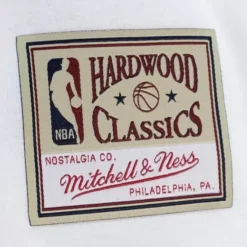 NBA
HARDWOOD
CLASSICS
NOSTALGIA CO.
Mitchell & Ness
PHILADELPHIA, PA.